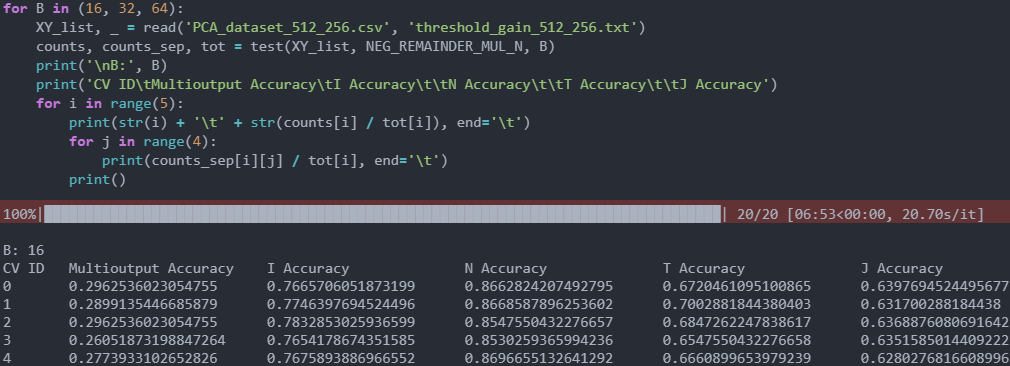 for B in (16, 32, 64):
    XY_list, _ = read('PCA_dataset_512_256.csv', 'threshold_gain_512_256.txt')
    counts, counts_sep, tot = test(XY_list, NEG_REMAINDER_MUL_N, B)
    print('\nB:', B)
    print('CV ID\tMultioutput Accuracy\tI Accuracy\t\tN Accuracy\t\tT Accuracy\t\tJ Accuracy')
    for i in range(5):
        print(str(i) + '\t' + str(counts[i] / tot[i]), end='\t')
        for j in range(4):
            print(counts_sep[i][j] / tot[i], end='\t')
        print()
100%| | 20/20 [06:53<00:00, 20.70s/it]
B: 16
CV ID	Multioutput Accuracy	I Accuracy	N Accuracy	T Accuracy	J Accuracy
0	0.2962536023054755	0.7665706051873199	0.8662824207492795	0.6720461095100865	0.6397694524495677
1	0.2899135446685879	0.7746397694524496	0.8668587896253602	0.7002881844380403	0.631700288184438
2	0.2962536023054755	0.7832853025936599	0.8547550432276657	0.6847262247838617	0.6368876080691642
3	0.26051873198847264	0.7654178674351585	0.8530259365994236	0.6547550432276658	0.6351585014409222
4	0.2773933102652826	0.7675893886966552	0.8696655132641292	0.6660899653979239	0.6280276816608996